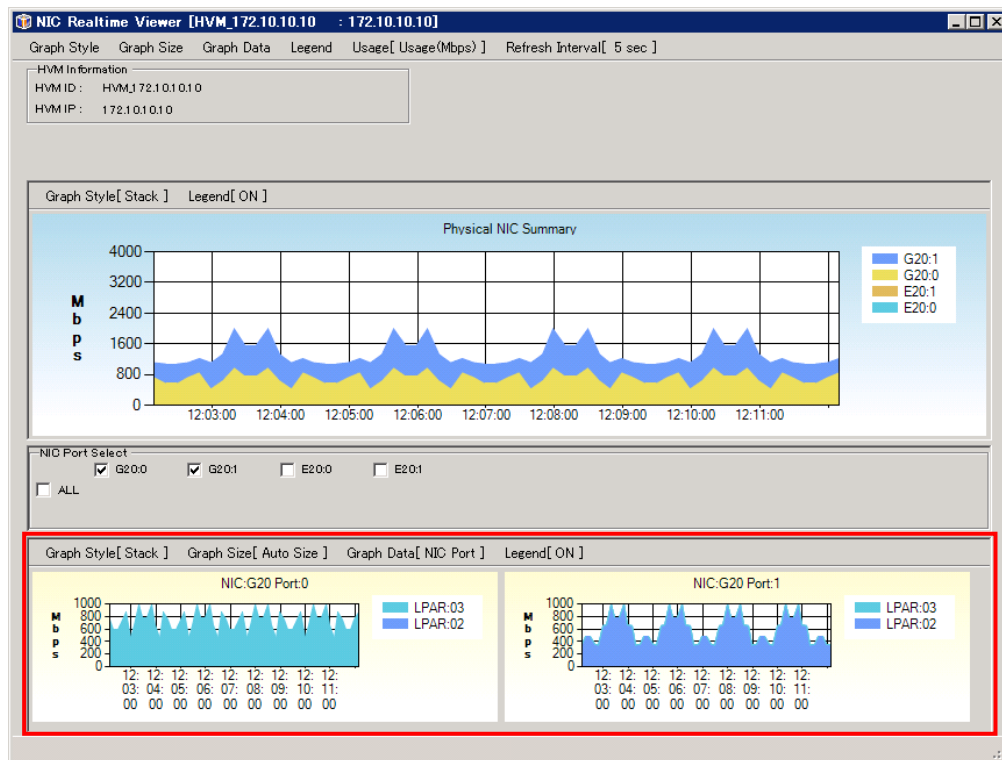 NIC Realtime Viewer [HVM_172.10.10.10 : 172.10.10.10]
Graph Style Graph Size Graph Data Legend Usage[ Usage(Mbps) ] Refresh Interval[ 5 sec ]
HVM Information
HVM ID : HVM_172.10.10.10
HVM IP : 172.10.10.10
Graph Style[ Stack ] Legend[ ON ]
Physical NIC Summary
Mbps
4000
3200
2400
1600
800
0
12:03:00 12:04:00 12:05:00 12:06:00 12:07:00 12:08:00 12:09:00 12:10:00 12:11:00
G20:1
G20:0
E20:1
E20:0
NIC Port Select
G20:0 G20:1 E20:0 E20:1
ALL
Graph Style[ Stack ] Graph Size[ Auto Size ] Graph Data[ NIC Port ] Legend[ ON ]
NIC:G20 Port:0
Mbps
1000
800
600
400
200
0
12: 12: 12: 12: 12: 12: 12: 12: 12:
03: 04: 05: 06: 07: 08: 09: 10: 11:
00 00 00 00 00 00 00 00 00
LPAR:03
LPAR:02
NIC:G20 Port:1
Mbps
1000
800
600
400
200
0
12: 12: 12: 12: 12: 12: 12: 12: 12:
03: 04: 05: 06: 07: 08: 09: 10: 11:
00 00 00 00 00 00 00 00 00
LPAR:03
LPAR:02